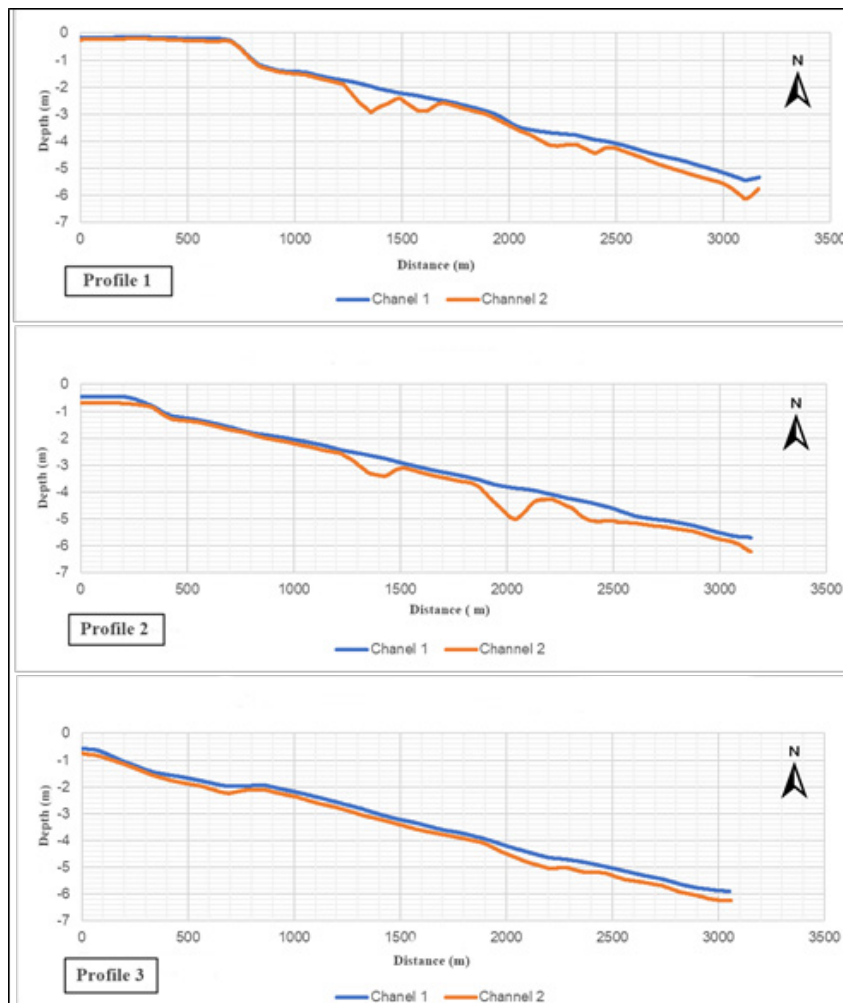 -0
-1
-2
-3
-4
-5
-6
-7
Depth (m)
N
0 500 1000 1500 2000 2500 3000 3500
Distance (m)
Profile 1
Chanel 1 Channel 2
0
-1
-2
-3
-4
-5
-6
-7
Depth (m)
N
0 500 1000 1500 2000 2500 3000 3500
Distance ( m)
Profile 2
Chanel 1 Channel 2
0
-1
-2
-3
-4
-5
-6
-7
Depth (m)
N
0 500 1000 1500 2000 2500 3000 3500
Distance (m)
Profile 3
Chanel 1 Channel 2